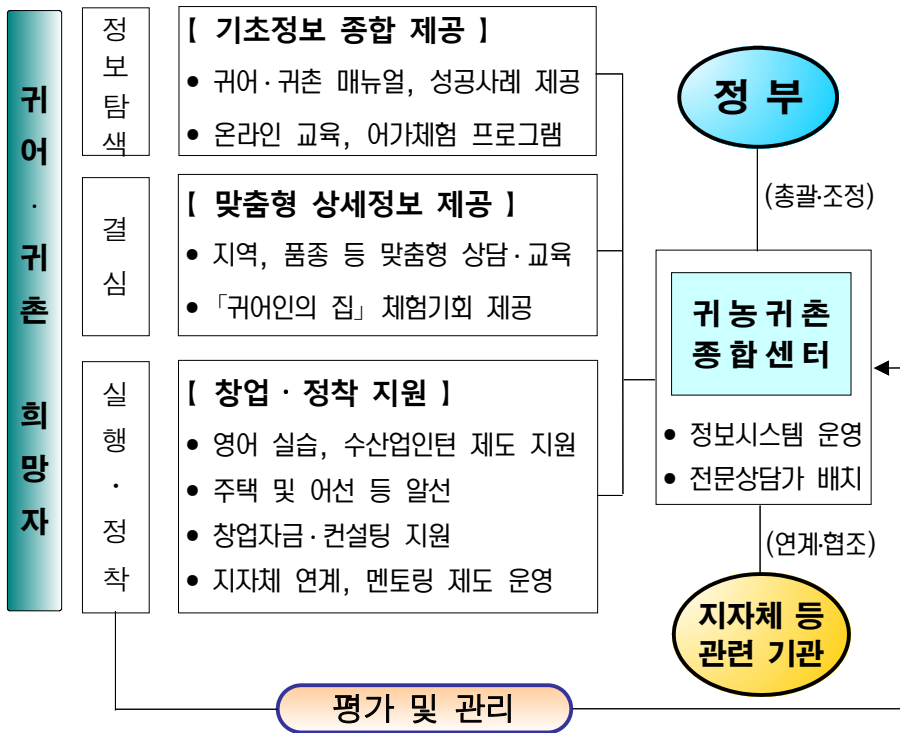 귀어·귀촌 희망자
정보탐색
【 기초정보 종합 제공 】
• 귀어·귀촌 매뉴얼, 성공사례 제공
• 온라인 교육, 어가체험 프로그램
결심
【 맞춤형 상세정보 제공 】
• 지역, 품종 등 맞춤형 상담·교육
• 「귀어인의 집」 체험기회 제공
실행·정착
【 창업 · 정착 지원 】
• 영어 실습, 수산업인턴 제도 지원
• 주택 및 어선 등 알선
• 창업자금·컨설팅 지원
• 지자체 연계, 멘토링 제도 운영
정 부
(총괄·조정)
귀농귀촌
종합센터
• 정보시스템 운영
• 전문상담가 배치
(연계·협조)
지자체 등
관련 기관
평가 및 관리